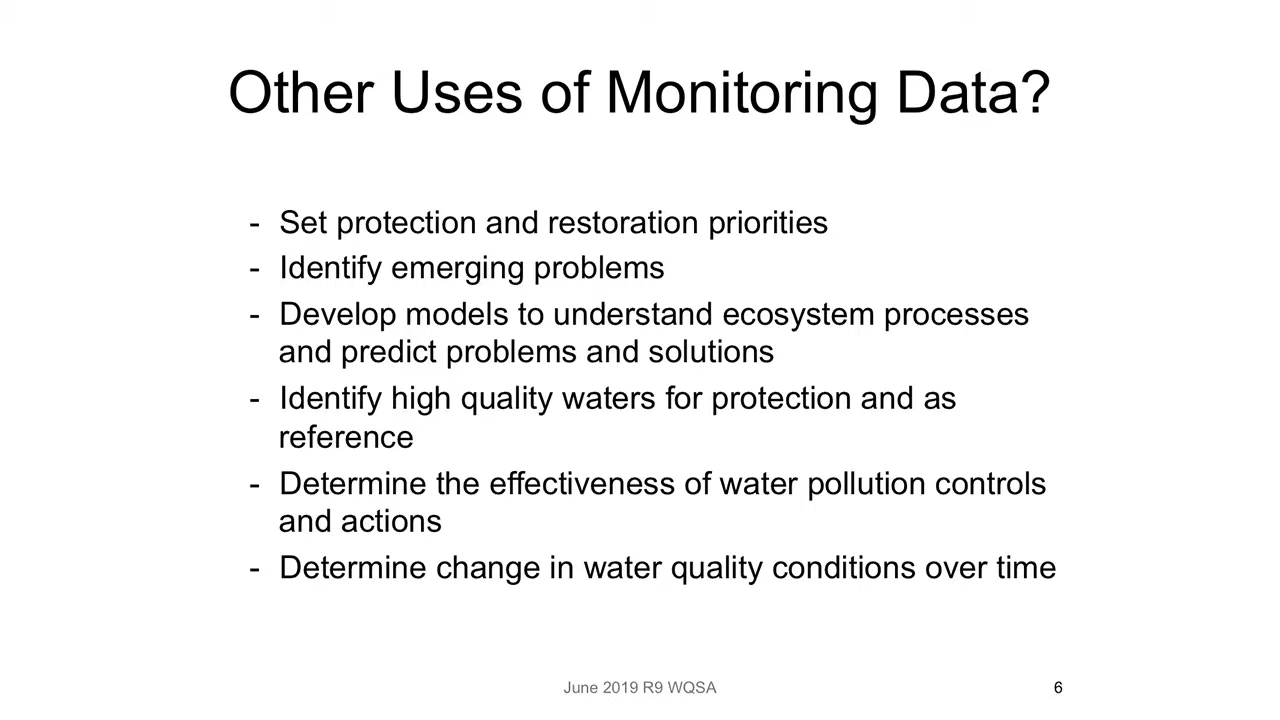 Other Uses of Monitoring Data?
- Set protection and restoration priorities
- Identify emerging problems
- Develop models to understand ecosystem processes
and predict problems and solutions
- Identify high quality waters for protection and as
reference
- Determine the effectiveness of water pollution controls
and actions
- Determine change in water quality conditions over time
June 2019 R9 WQSA
6